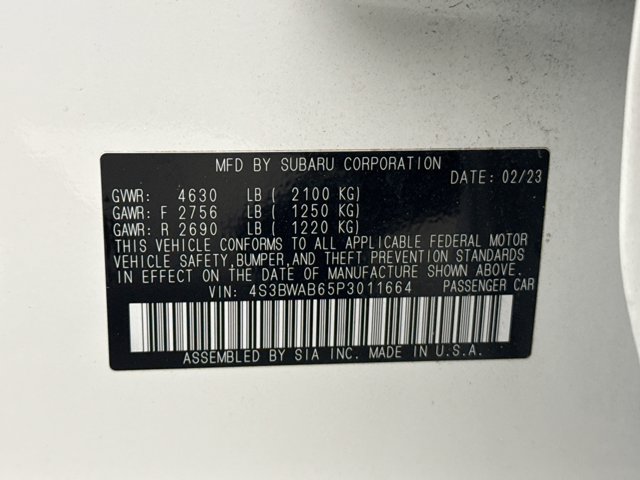 MFD BY SUBARU CORPORATION
DATE: 02/23
GVWR: 4630 LB ( 2100 KG)
GAWR: F 2756 LB ( 1250 KG)
GAWR: R 2690 LB ( 1220 KG)
THIS VEHICLE CONFORMS TO ALL APPLICABLE FEDERAL MOTOR
VEHICLE SAFETY,BUMPER,AND THEFT PREVENTION STANDARDS
IN EFFECT ON THE DATE OF MANUFACTURE SHOWN ABOVE.
VIN: 4S3BWAB65P3011664 PASSENGER CAR
ASSEMBLED BY SIA INC. MADE IN U.S.A.